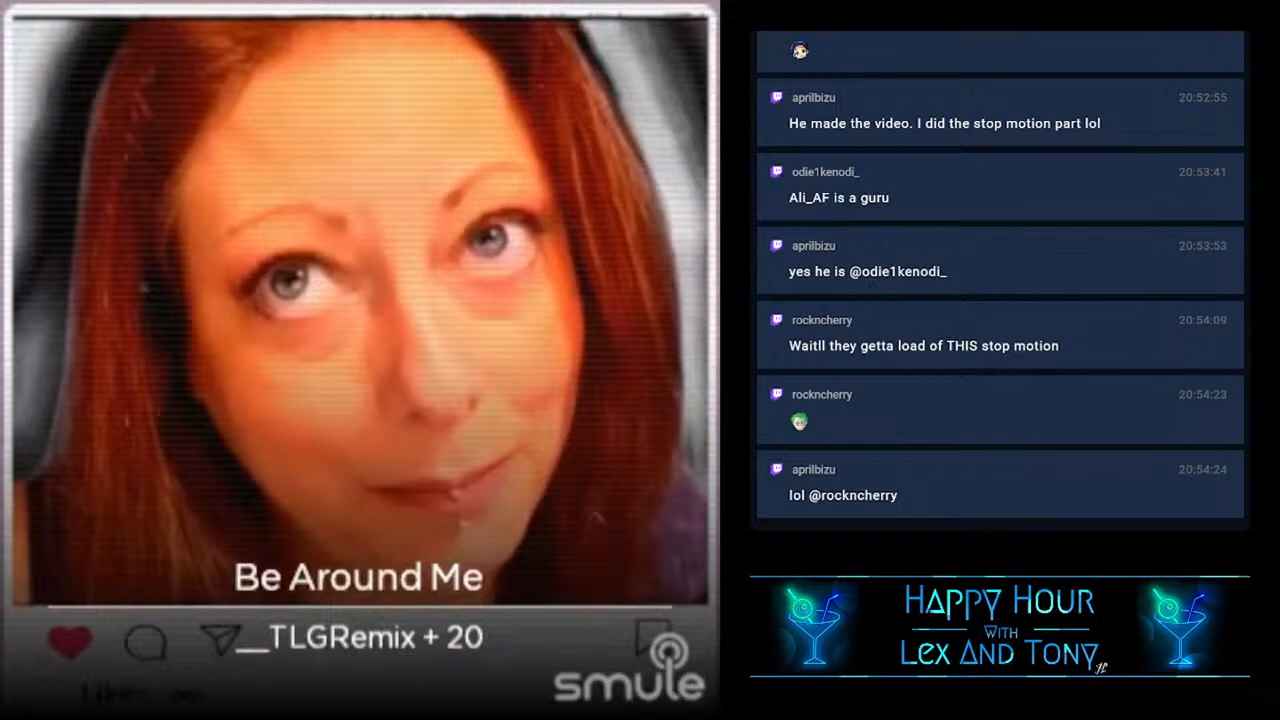 Be Around Me
__TLGRemix + 20
smule
aprilbizu 20:52:55
He made the video. I did the stop motion part lol
odie1kenodi_ 20:53:41
Ali_AF is a guru
aprilbizu 20:53:53
yes he is @odie1kenodi_
rockncherry 20:54:09
Waitll they getta load of THIS stop motion
rockncherry 20:54:23
aprilbizu 20:54:24
lol @rockncherry
HAPPY HOUR
WITH
LEX AND TONY